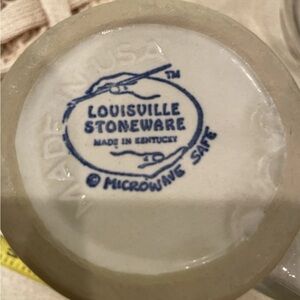 MADE IN USA
TM
LOUISVILLE
STONEWARE
MADE IN KENTUCKY
© MICROWAVE SAFE